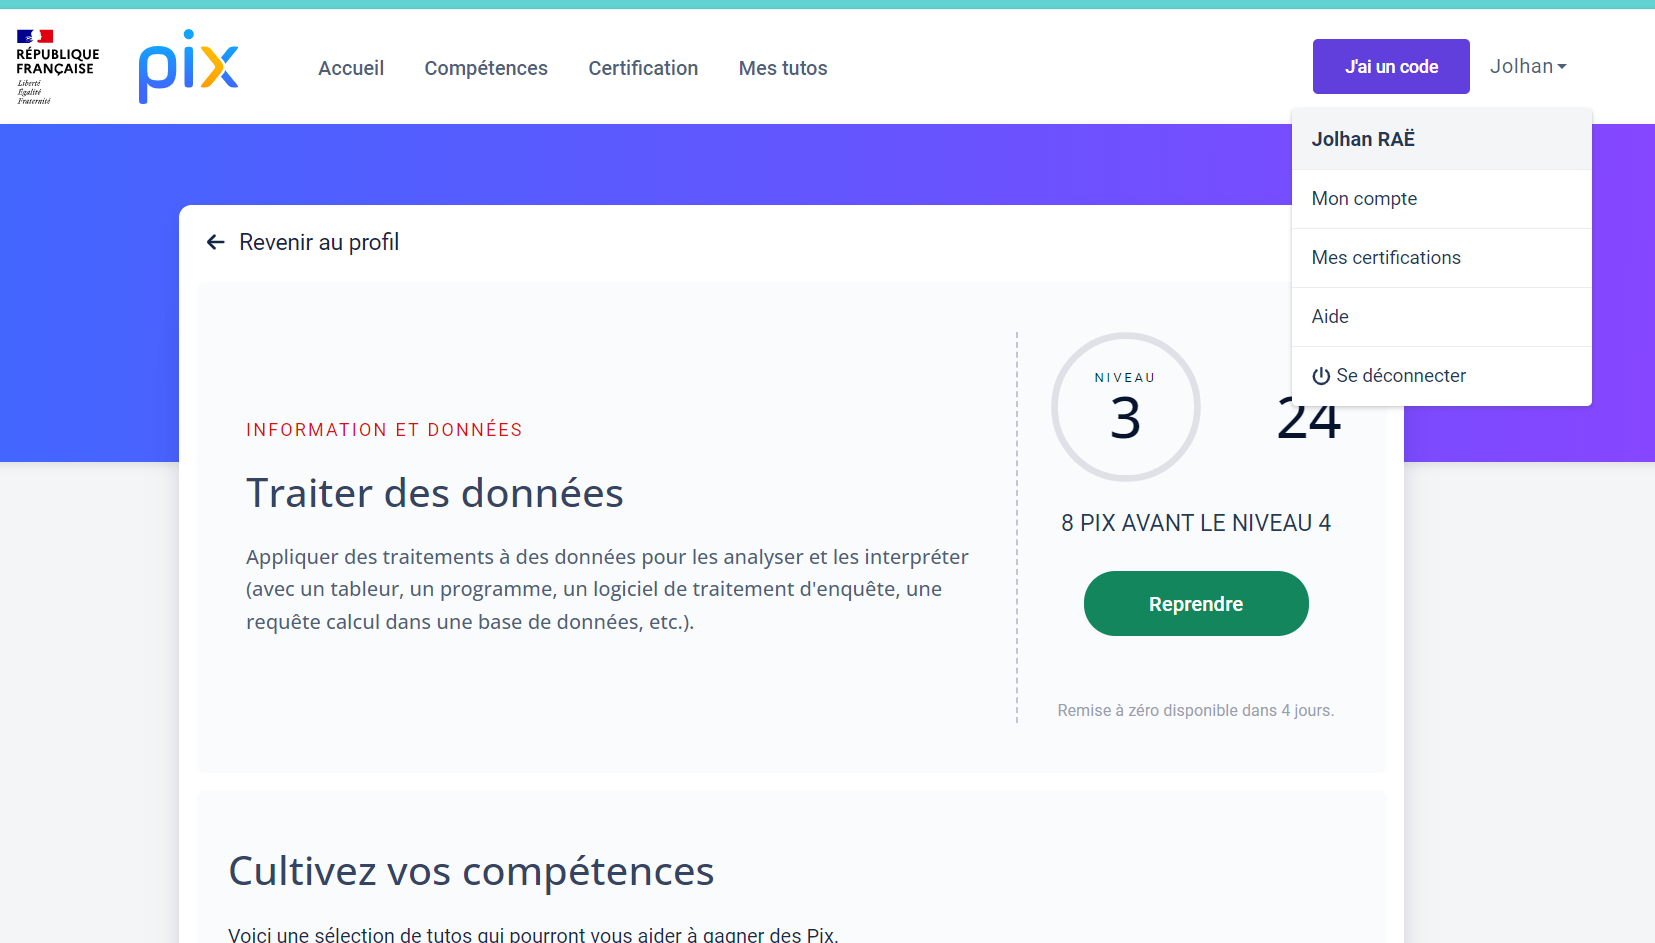 RÉPUBLIQUE
FRANÇAISE
Liberté
Égalité
Fraternité
pix
Accueil
Compétences
Certification
Mes tutos
J'ai un code
Jolhan
Jolhan RAË
Mon compte
Mes certifications
Aide
Se déconnecter
Revenir au profil
INFORMATION ET DONNÉES
Traiter des données
Appliquer des traitements à des données pour les analyser et les interpréter
(avec un tableur, un programme, un logiciel de traitement d'enquête, une
requête calcul dans une base de données, etc.).
NIVEAU
3
24
8 PIX AVANT LE NIVEAU 4
Reprendre
Remise à zéro disponible dans 4 jours.
Cultivez vos compétences
Voici une sélection de tutos qui pourront vous aider à gagner des Pix.